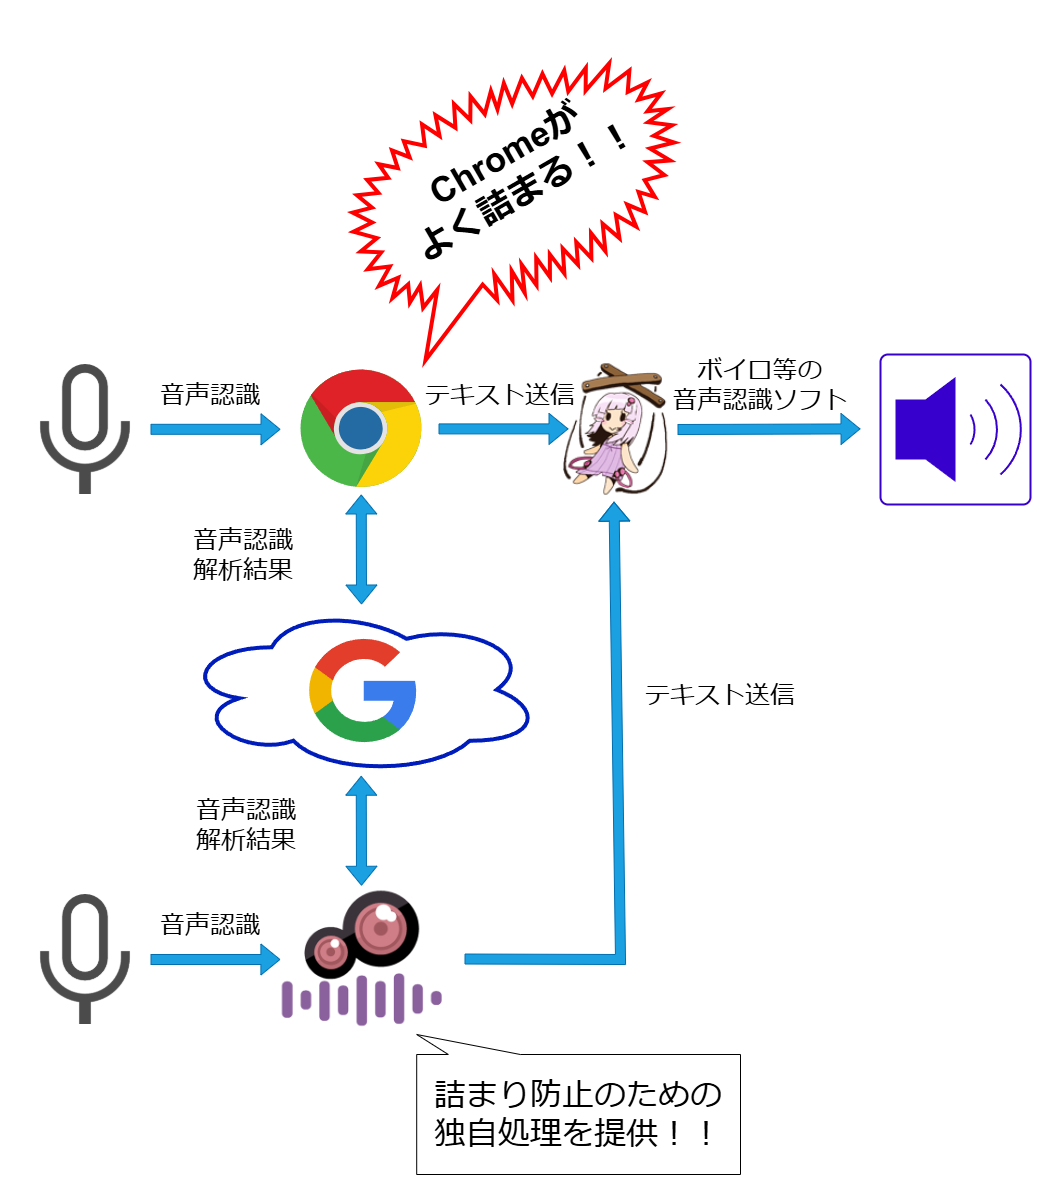 Chromeが
よく詰まる！！
音声認識
テキスト送信
ボイロ等の
音声認識ソフト
音声認識
解析結果
テキスト送信
音声認識
解析結果
音声認識
詰まり防止のための
独自処理を提供！！